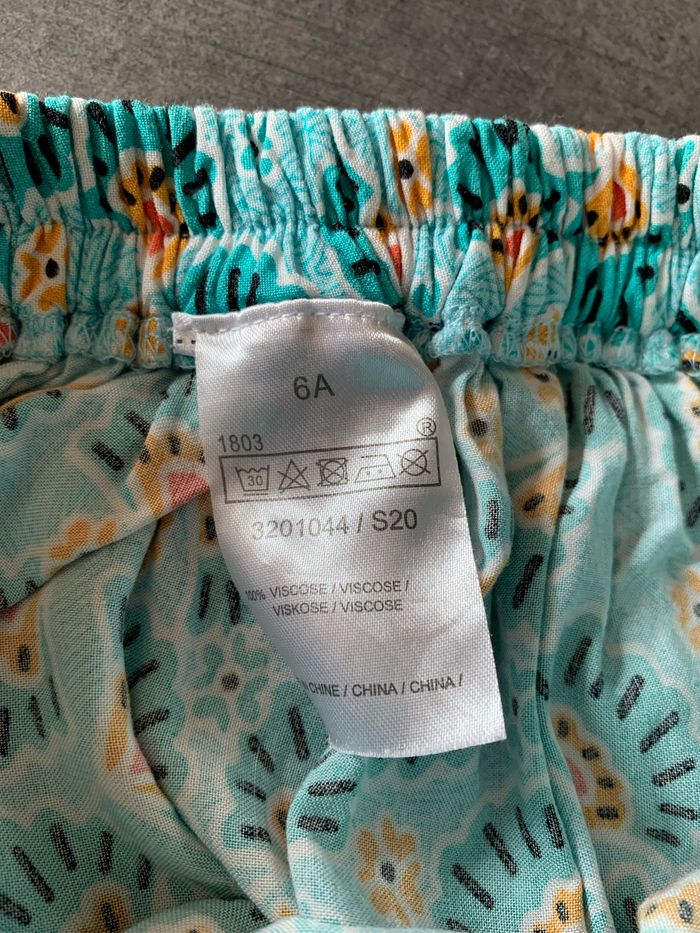 6A
1803 ®
30
3201044 / S20
100% VISCOSE / VISCOSE /
VISKOSE / VISCOSE
CHINE / CHINA / CHINA /